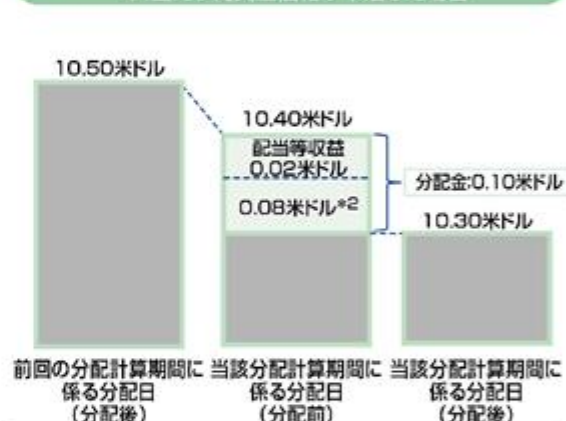 10.50米ドル
10.40米ドル
配当等収益
0.02米ドル
0.08米ドル*2
分配金:0.10米ドル
10.30米ドル
前回の分配計算期間に
係る分配日
(分配後)
当該分配計算期間に
係る分配日
(分配前)
当該分配計算期間に
係る分配日
(分配後)